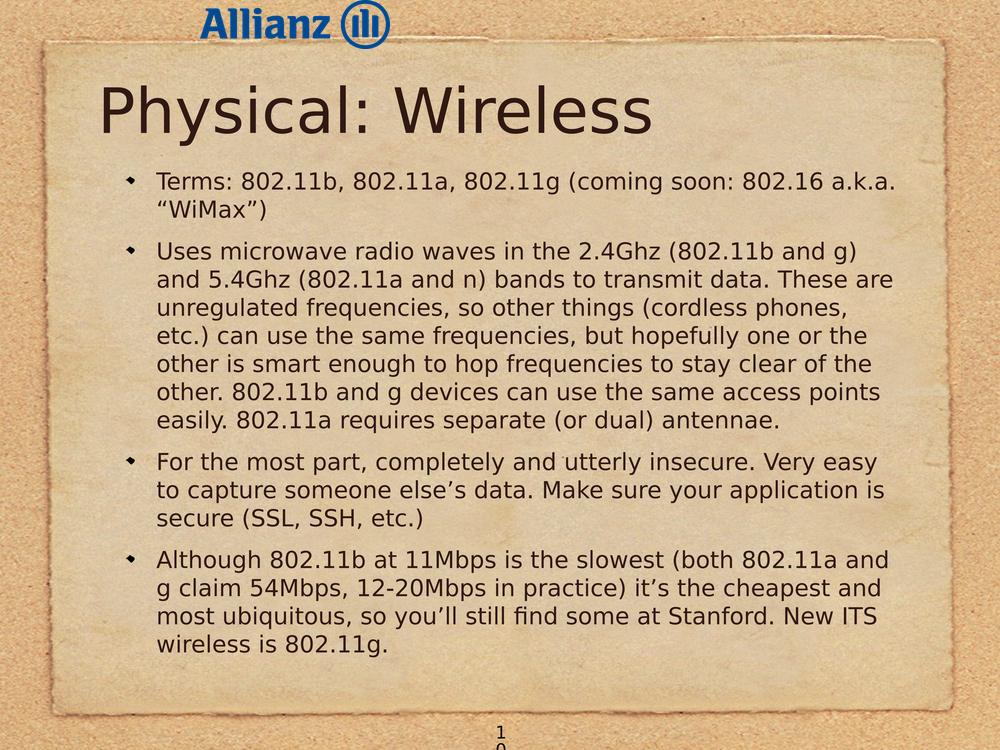 Allianz
Physical: Wireless
Terms: 802.11b, 802.11a, 802.11g (coming soon: 802.16 a.k.a.
“WiMax”)
Uses microwave radio waves in the 2.4Ghz (802.11b and g)
and 5.4Ghz (802.11a and n) bands to transmit data. These are
unregulated frequencies, so other things (cordless phones,
etc.) can use the same frequencies, but hopefully one or the
other is smart enough to hop frequencies to stay clear of the
other. 802.11b and g devices can use the same access points
easily. 802.11a requires separate (or dual) antennae.
For the most part, completely and utterly insecure. Very easy
to capture someone else’s data. Make sure your application is
secure (SSL, SSH, etc.)
Although 802.11b at 11Mbps is the slowest (both 802.11a and
g claim 54Mbps, 12-20Mbps in practice) it’s the cheapest and
most ubiquitous, so you’ll still find some at Stanford. New ITS
wireless is 802.11g.
1
0